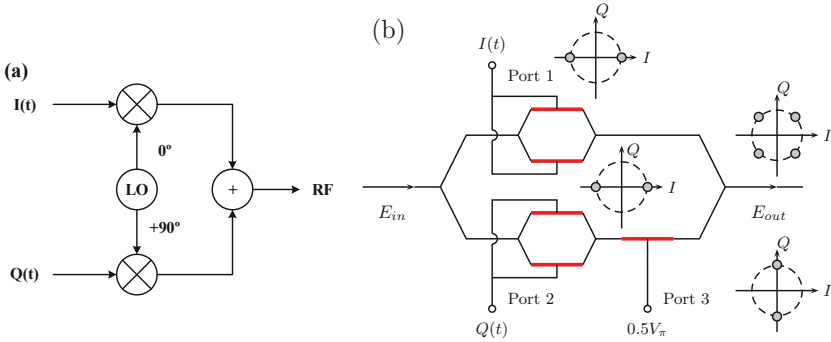 (a)
I(t)
0º
LO
+90º
Q(t)
+
RF
(b)
I(t)
Port 1
Q
I
Q
I
E_in
Q
I
E_out
Port 2
Q(t)
Port 3
0.5V_π
Q
I